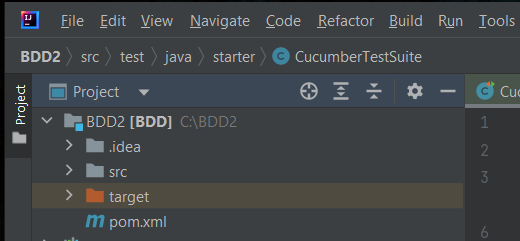 IJ File Edit View Navigate Code Refactor Build Run Tools
BDD2 src test java starter CucumberTestSuite
Project
Project
BDD2 [BDD] C:\BDD2
.idea
src
target
pom.xml
Cuc
1
2
3
6